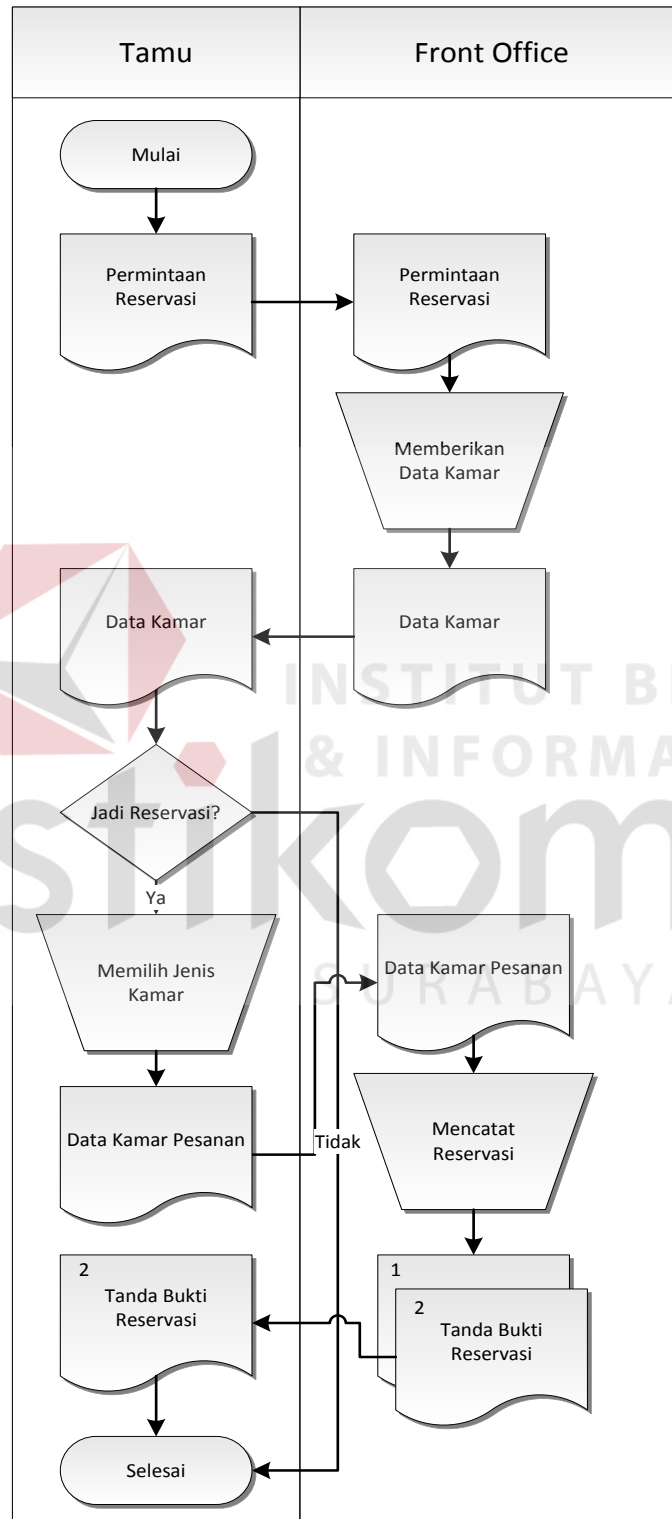 Tamu
Front Office
Mulai
Permintaan
Reservasi
Permintaan
Reservasi
Memberikan
Data Kamar
Data Kamar
Data Kamar
INSTITUT
& INFORMA
stikom
SURABAYA
Jadi Reservasi?
Ya
Memilih Jenis
Kamar
Data Kamar Pesanan
Data Kamar Pesanan
Tidak
Mencatat
Reservasi
2
Tanda Bukti
Reservasi
1
2
Tanda Bukti
Reservasi
Selesai